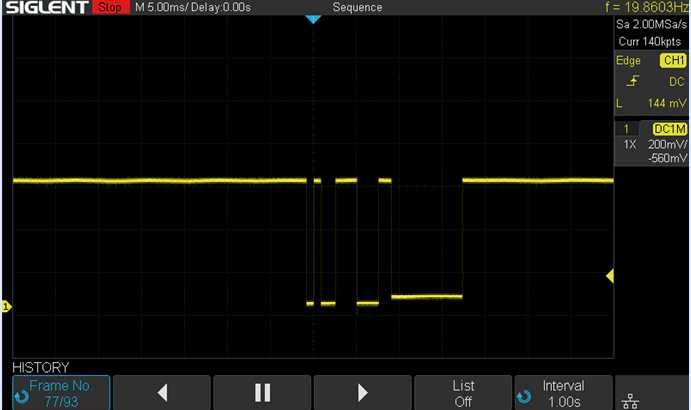 SIGLENT Stop M 5.00ms/ Delay:0.00s Sequence f = 19.8603Hz
Sa 2.00MSa/s
Curr 140kpts
Edge CH1
DC
L 144 mV
1 DC1M
1X 200mV/
-560mV
1
HISTORY
Frame No. List Interval
77/93 Off 1.00s